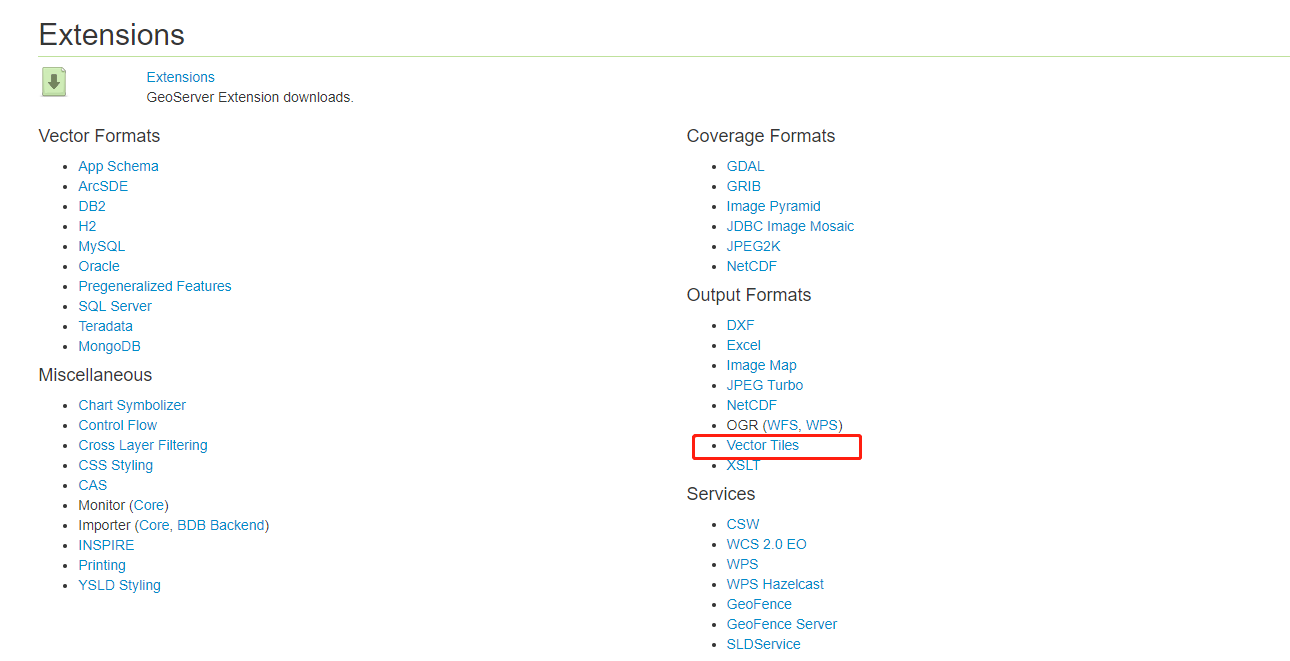 Extensions
Extensions
GeoServer Extension downloads.
Vector Formats
App Schema
ArcSDE
DB2
H2
MySQL
Oracle
Pregeneralized Features
SQL Server
Teradata
MongoDB
Miscellaneous
Chart Symbolizer
Control Flow
Cross Layer Filtering
CSS Styling
CAS
Monitor (Core)
Importer (Core, BDB Backend)
INSPIRE
Printing
YSLD Styling
Coverage Formats
GDAL
GRIB
Image Pyramid
JDBC Image Mosaic
JPEG2K
NetCDF
Output Formats
DXF
Excel
Image Map
JPEG Turbo
NetCDF
OGR (WFS, WPS)
Vector Tiles
XSLT
Services
CSW
WCS 2.0 EO
WPS
WPS Hazelcast
GeoFence
GeoFence Server
SLDService